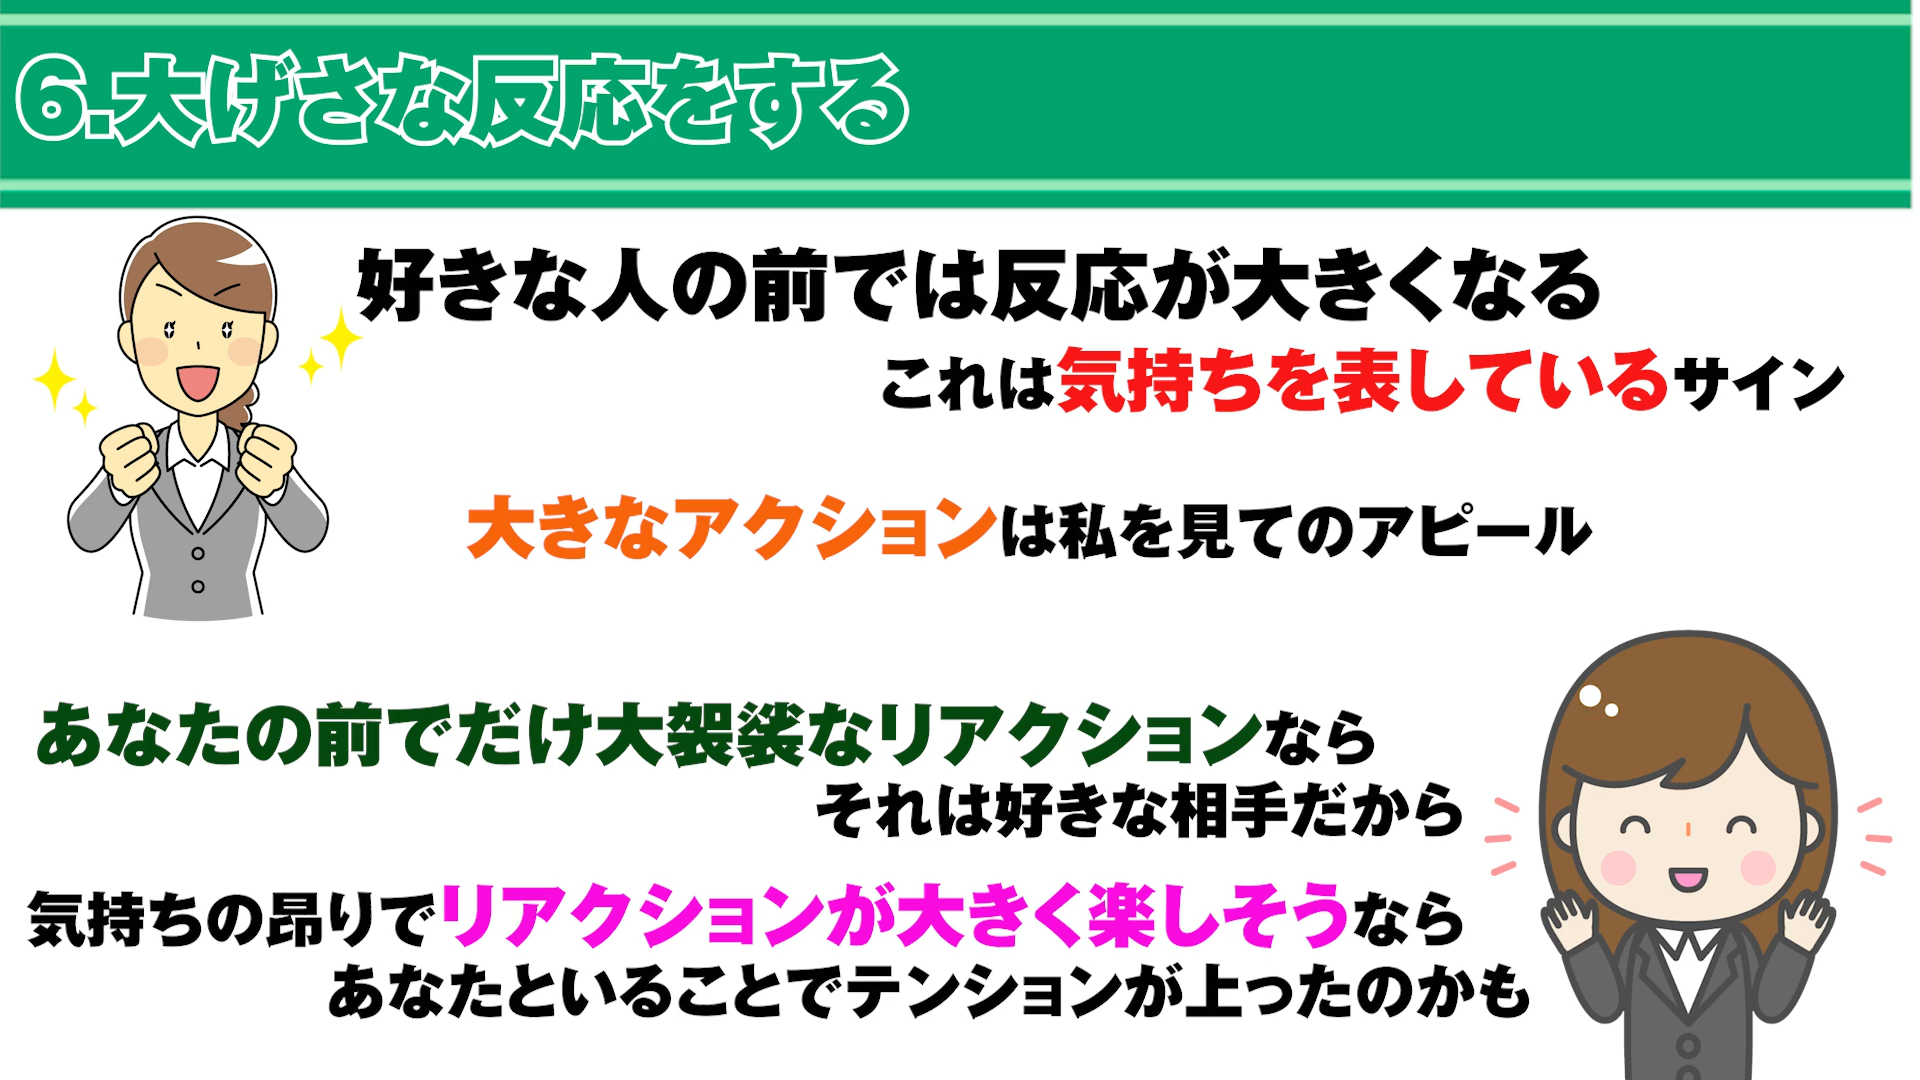 6.大げさな反応をする
好きな人の前では反応が大きくなる
これは気持ちを表しているサイン
大きなアクションは私を見てのアピール
あなたの前でだけ大袈裟なリアクションなら
それは好きな相手だから
気持ちの昂りでリアクションが大きく楽しそうなら
あなたといることでテンションが上ったのかも